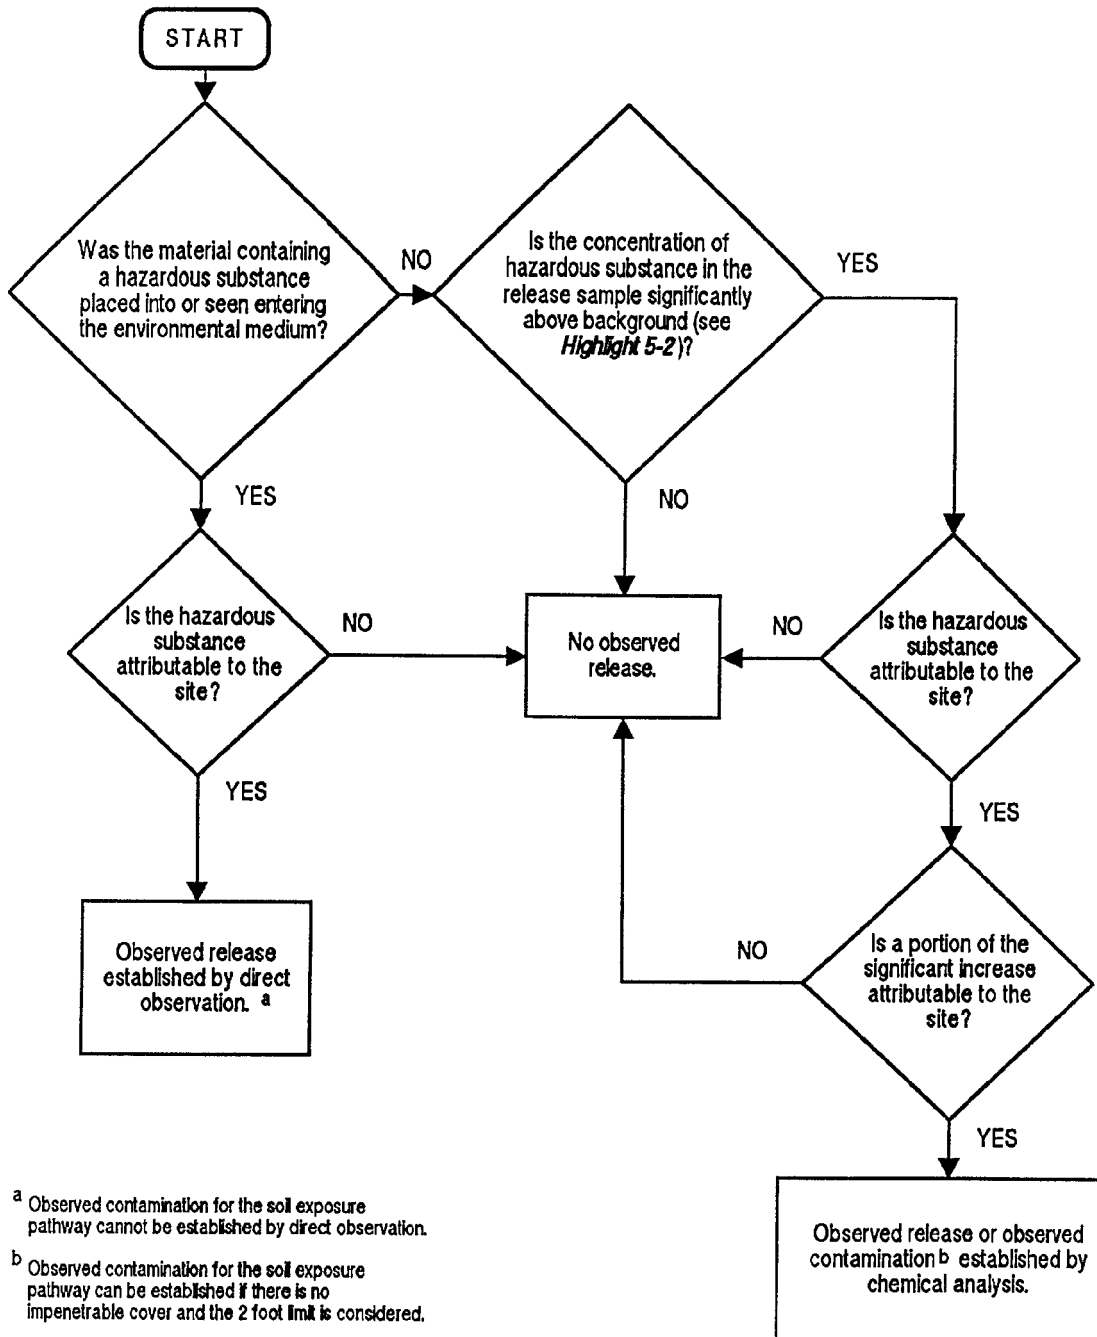 START
Was the material containing
a hazardous substance
placed into or seen entering
the environmental medium?
NO
Is the concentration of
hazardous substance in the
release sample significantly
above background (see
Highlight 5-2)?
YES
YES
NO
Is the hazardous
substance
attributable to the
site?
NO
No observed
release.
NO
Is the hazardous
substance
attributable to the
site?
YES
YES
Observed release
established by direct
observation. a
NO
Is a portion of the
significant increase
attributable to the
site?
YES
Observed release or observed
contamination b established by
chemical analysis.
a Observed contamination for the soil exposure
pathway cannot be established by direct observation.
b Observed contamination for the soil exposure
pathway can be established if there is no
impenetrable cover and the 2 foot limit is considered.